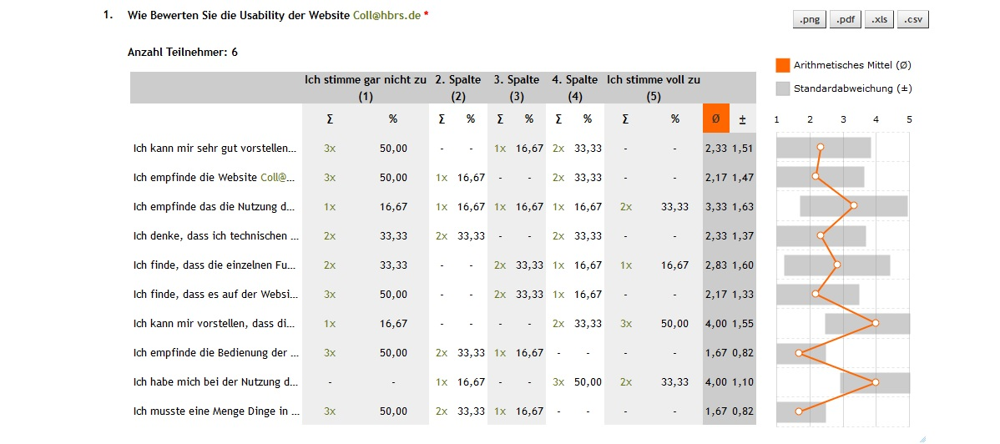 1. Wie Bewerten Sie die Usability der Website Coll@hbrs.de *
.png .pdf .xls .csv
Anzahl Teilnehmer: 6
Arithmetisches Mittel (Ø)
Standardabweichung (±)
Ich stimme gar nicht zu 2. Spalte 3. Spalte 4. Spalte Ich stimme voll zu
(1) (2) (3) (4) (5)
Σ % Σ % Σ % Σ % Σ % Ø ± 1 2 3 4 5
Ich kann mir sehr gut vorstellen... 3x 50,00 - - 1x 16,67 2x 33,33 - - 2,33 1,51
Ich empfinde die Website Coll@... 3x 50,00 1x 16,67 - - 2x 33,33 - - 2,17 1,47
Ich empfinde das die Nutzung d... 1x 16,67 1x 16,67 1x 16,67 1x 16,67 2x 33,33 3,33 1,63
Ich denke, dass ich technischen ... 2x 33,33 2x 33,33 - - 2x 33,33 - - 2,33 1,37
Ich finde, dass die einzelnen Fu... 2x 33,33 - - 2x 33,33 1x 16,67 1x 16,67 2,83 1,60
Ich finde, dass es auf der Websi... 3x 50,00 - - 2x 33,33 1x 16,67 - - 2,17 1,33
Ich kann mir vorstellen, dass di... 1x 16,67 - - - - 2x 33,33 3x 50,00 4,00 1,55
Ich empfinde die Bedienung der ... 3x 50,00 2x 33,33 1x 16,67 - - - - 1,67 0,82
Ich habe mich bei der Nutzung d... - - 1x 16,67 - - 3x 50,00 2x 33,33 4,00 1,10
Ich musste eine Menge Dinge in ... 3x 50,00 2x 33,33 1x 16,67 - - - - 1,67 0,82